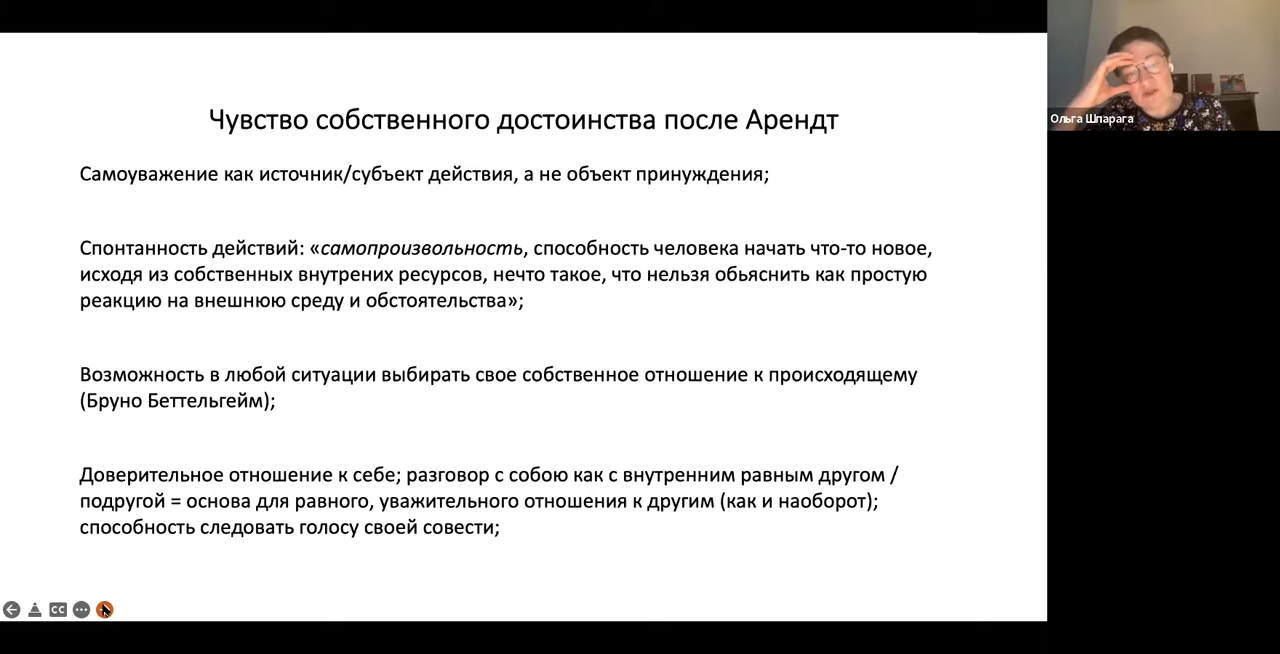 Чувство собственного достоинства после Арендт
Самоуважение как источник/субъект действия, а не объект принуждения;
Спонтанность действий: «самопроизвольность, способность человека начать что-то новое,
исходя из собственных внутрених ресурсов, нечто такое, что нельзя обьяснить как простую
реакцию на внешнюю среду и обстоятельства»;
Возможность в любой ситуации выбирать свое собственное отношение к происходящему
(Бруно Беттельгейм);
Доверительное отношение к себе; разговор с собою как с внутренним равным другом /
подругой = основа для равного, уважительного отношения к другим (как и наоборот);
способность следовать голосу своей совести;
Ольга Шпарага
CC